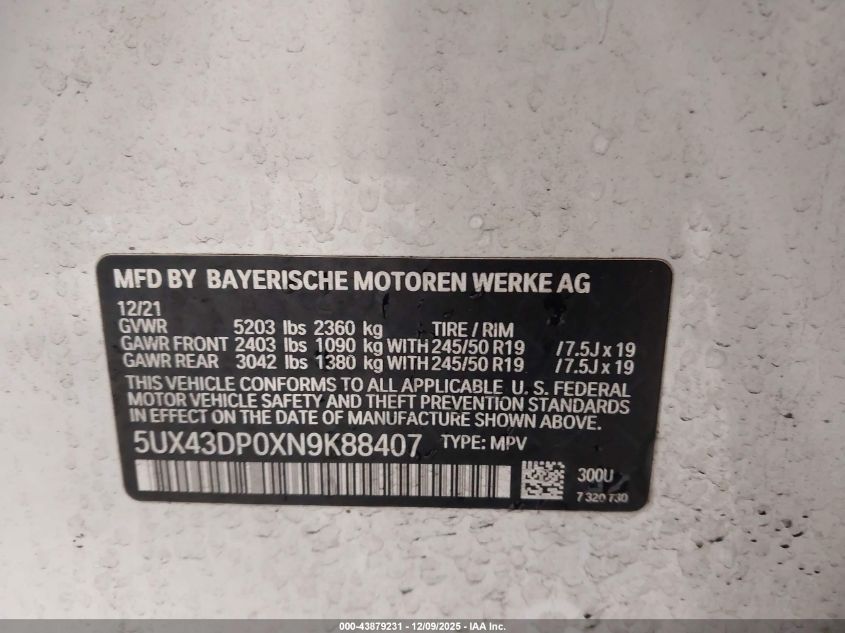 MFD BY BAYERISCHE MOTOREN WERKE AG
12/21
GVWR 5203 lbs 2360 kg TIRE / RIM
GAWR FRONT 2403 lbs 1090 kg WITH 245/50 R19 /7.5J x 19
GAWR REAR 3042 lbs 1380 kg WITH 245/50 R19 /7.5J x 19
THIS VEHICLE CONFORMS TO ALL APPLICABLE U. S. FEDERAL
MOTOR VEHICLE SAFETY AND THEFT PREVENTION STANDARDS
IN EFFECT ON THE DATE OF MANUFACTURE SHOWN ABOVE.
5UX43DP0XN9K88407 TYPE: MPV
300U
7 320 730
000-43879231 - 12/09/2025 - IAA Inc.